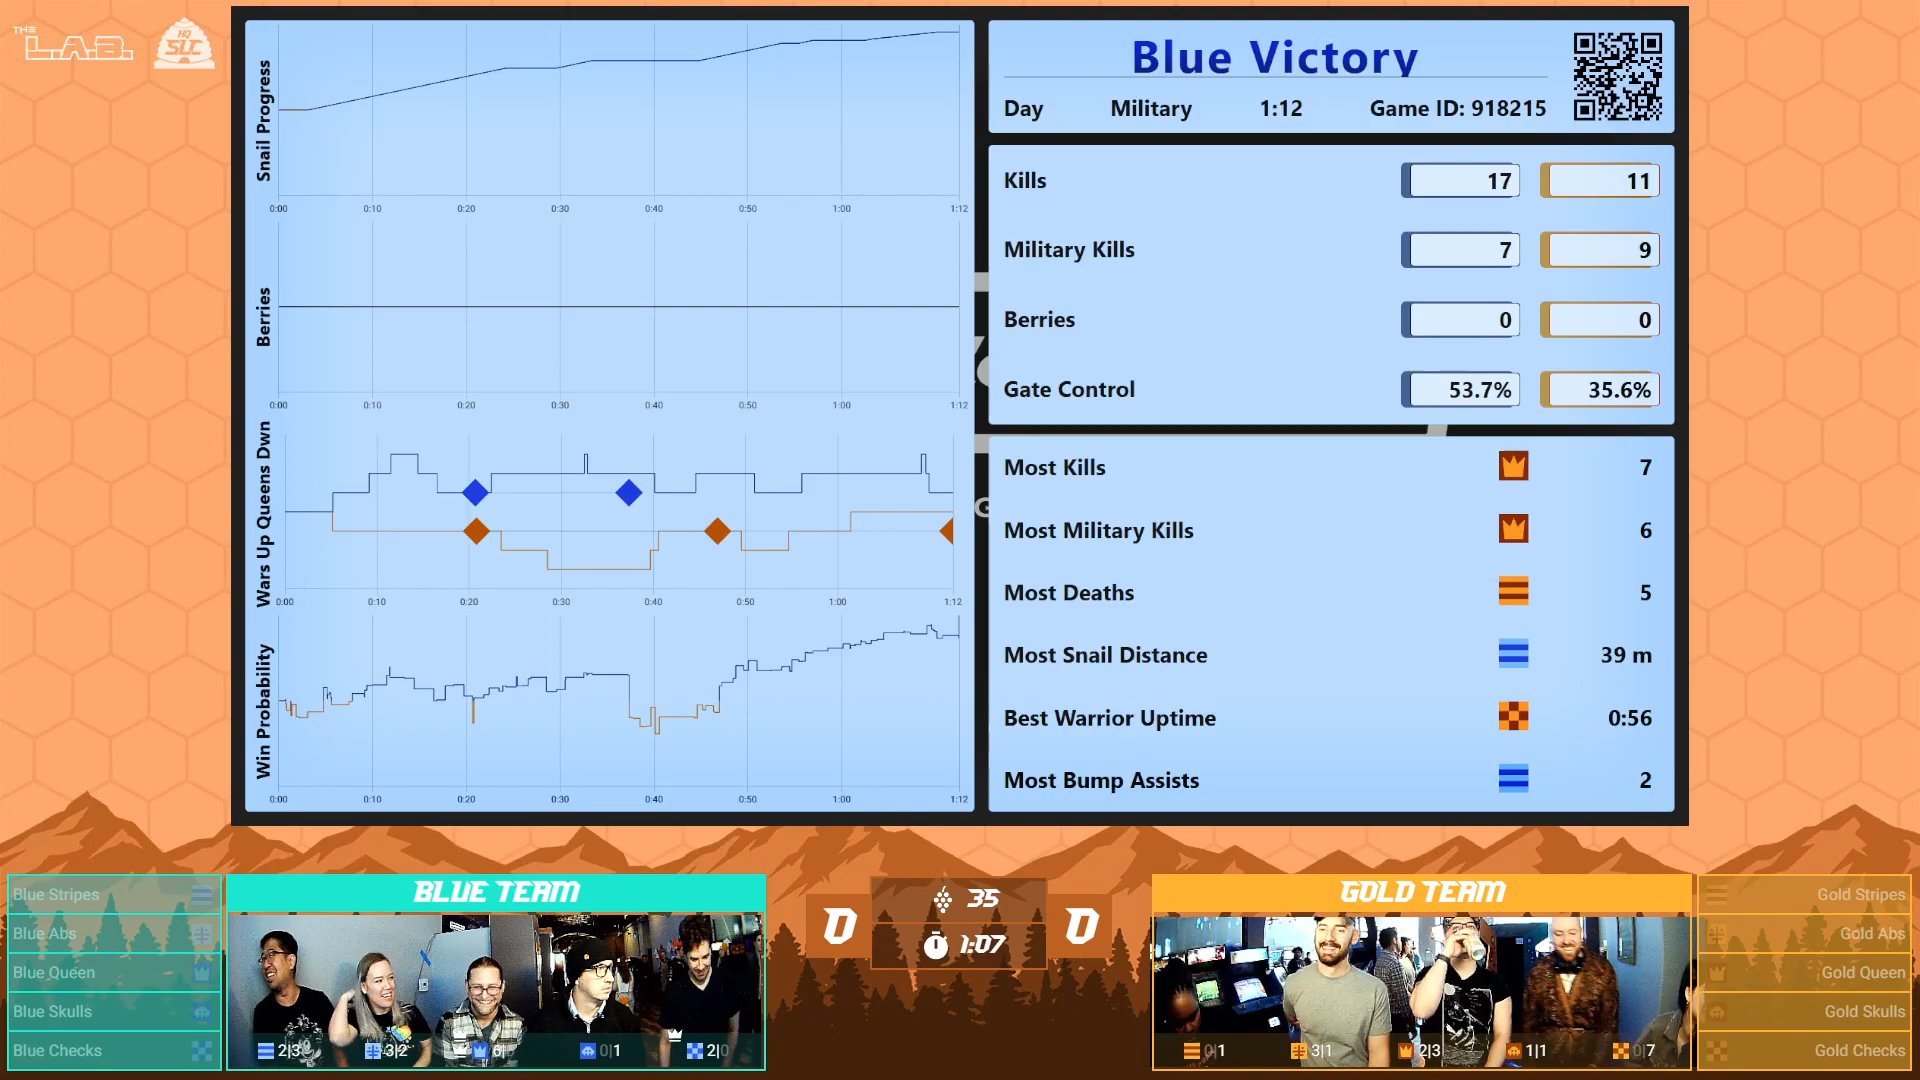 THE L.A.B.
HQ SLC
Snail Progress
0:00 0:10 0:20 0:30 0:40 0:50 1:00 1:12
Berries
0:00 0:10 0:20 0:30 0:40 0:50 1:00 1:12
Wars Up Queens Dwn
0:00 0:10 0:20 0:30 0:40 0:50 1:00 1:12
Win Probability
0:00 0:10 0:20 0:30 0:40 0:50 1:00 1:12
Blue Victory
Day Military 1:12 Game ID: 918215
Kills 17 11
Military Kills 7 9
Berries 0 0
Gate Control 53.7% 35.6%
Most Kills 7
Most Military Kills 6
Most Deaths 5
Most Snail Distance 39 m
Best Warrior Uptime 0:56
Most Bump Assists 2
Blue Stripes
Blue Abs
Blue Queen
Blue Skulls
Blue Checks
BLUE TEAM
2|3 3|2 6| 0|1 2|0
0 35 0
1:07
GOLD TEAM
0|1 3|1 2|3 1|1 0|7
Gold Stripes
Gold Abs
Gold Queen
Gold Skulls
Gold Checks